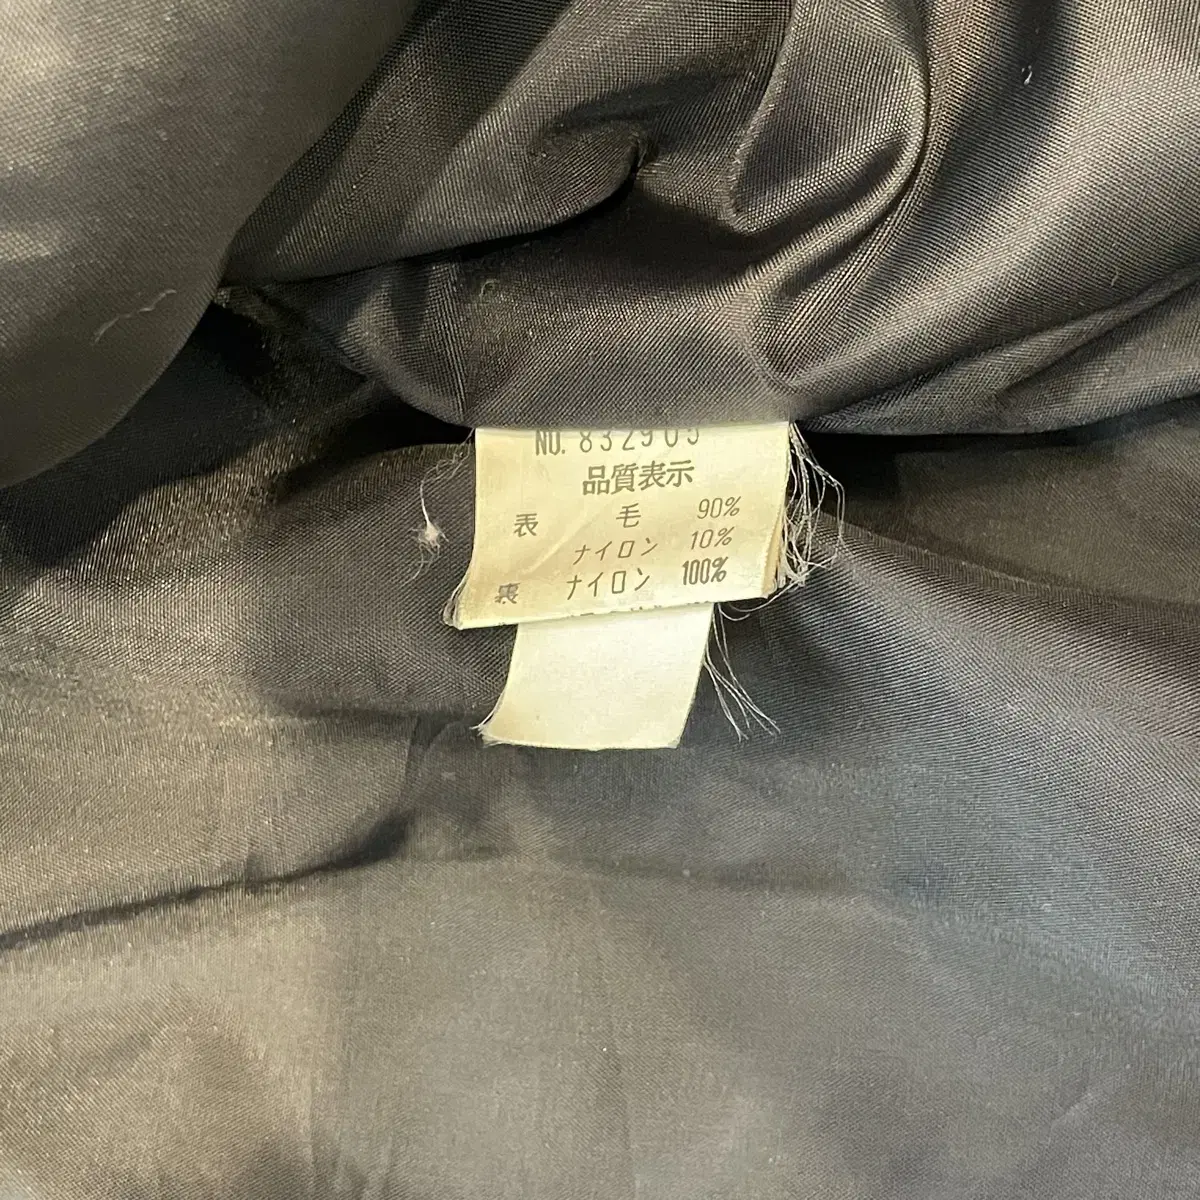 NO. 832905
品質表示
表 毛 90%
ナイロン 10%
裏 ナイロン 100%